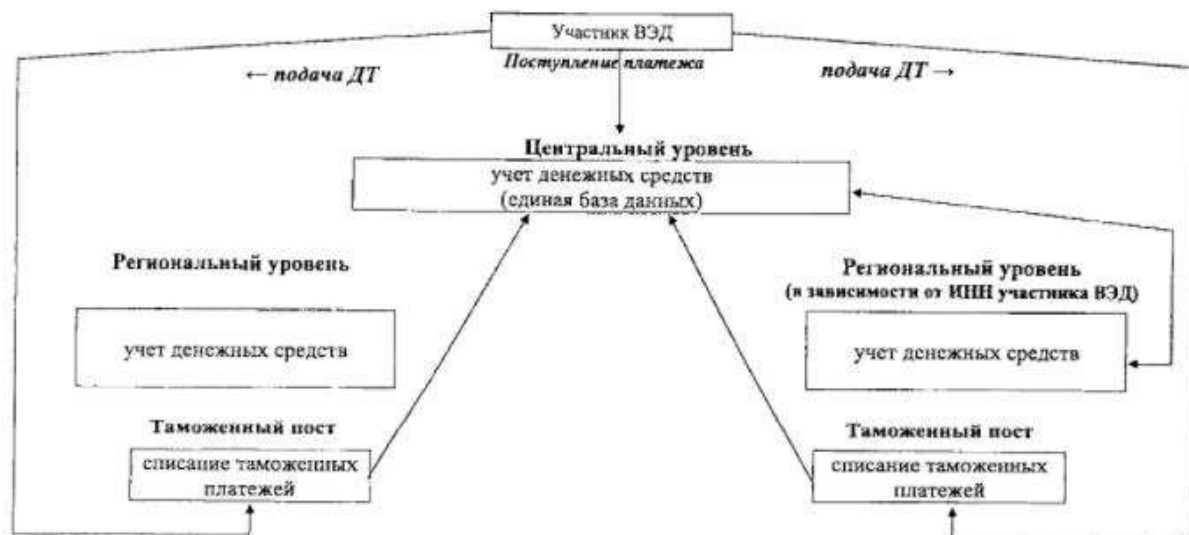 Участник ВЭД
Поступление платежа
← подача ДТ
подача ДТ →
Центральный уровень
учет денежных средств
(единая база данных)
Региональный уровень
учет денежных средств
Региональный уровень
(в зависимости от ИНН участника ВЭД)
учет денежных средств
Таможенный пост
списание таможенных
платежей
Таможенный пост
списание таможенных
платежей